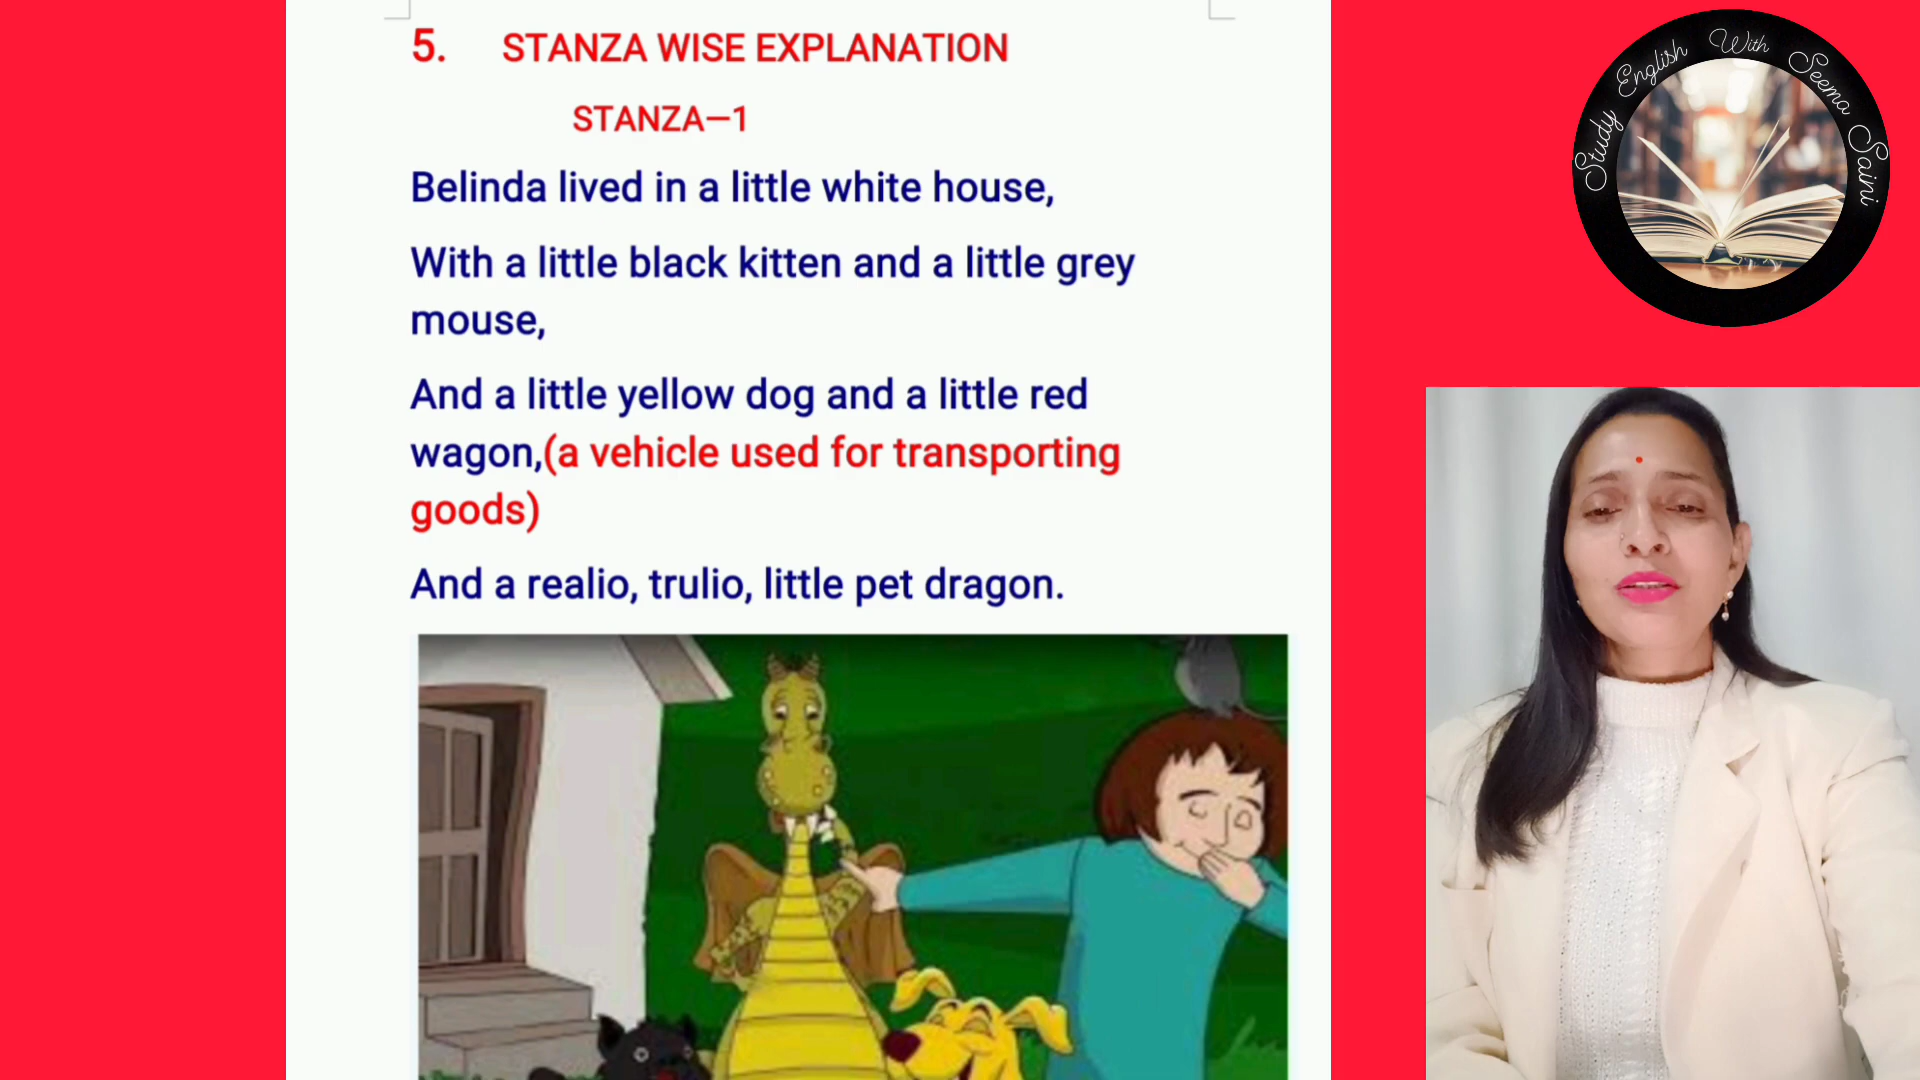 5. STANZA WISE EXPLANATION
STANZA—1
Belinda lived in a little white house,
With a little black kitten and a little grey
mouse,
And a little yellow dog and a little red
wagon,(a vehicle used for transporting
goods)
And a realio, trulio, little pet dragon.
Study English With Seema Saini